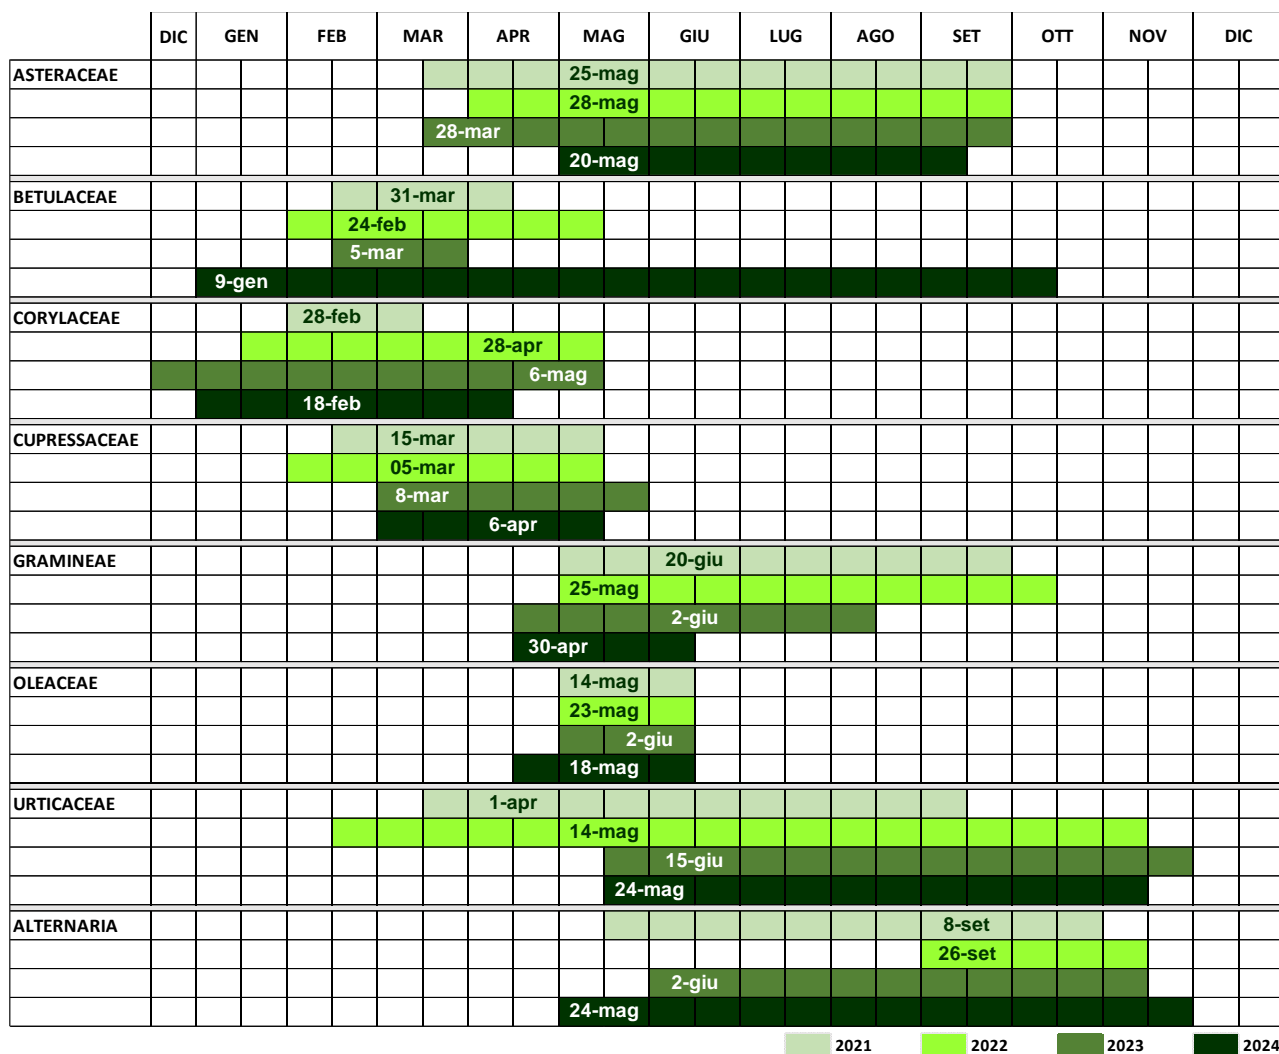 DIC GEN FEB MAR APR MAG GIU LUG AGO SET OTT NOV DIC
ASTERACEAE 25-mag
28-mag
28-mar
20-mag
BETULACEAE 31-mar
24-feb
5-mar
9-gen
CORYLACEAE 28-feb
28-apr
6-mag
18-feb
CUPRESSACEAE 15-mar
05-mar
8-mar
6-apr
GRAMINEAE 20-giu
25-mag
2-giu
30-apr
OLEACEAE 14-mag
23-mag
2-giu
18-mag
URTICACEAE 1-apr
14-mag
15-giu
24-mag
ALTERNARIA 8-set
26-set
2-giu
24-mag
2021 2022 2023 2024